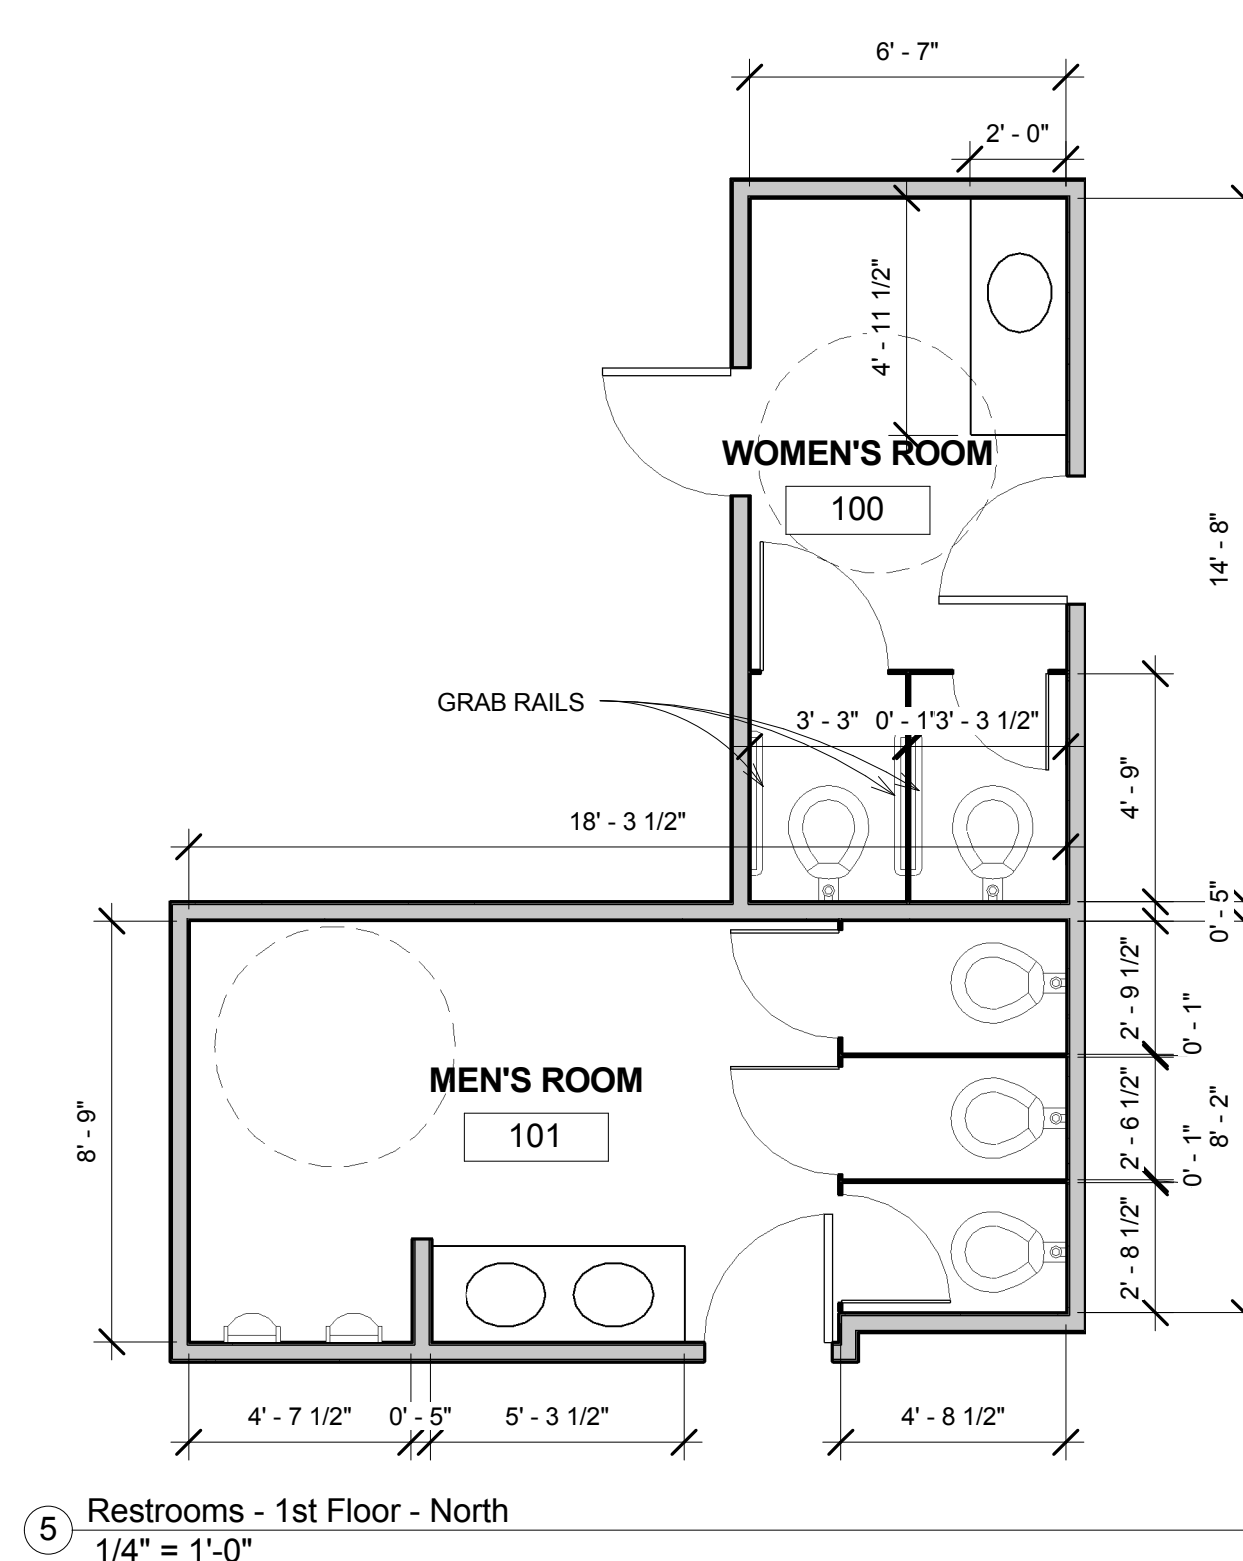 6' - 7"
2' - 0"
4' - 11 1/2"
WOMEN'S ROOM
100
14' - 8"
GRAB RAILS
3' - 3"
0' - 1'
3' - 3 1/2"
4' - 9"
18' - 3 1/2"
0' - 5"
2' - 9 1/2"
0' - 1"
MEN'S ROOM
101
8' - 9"
2' - 6 1/2"
0' - 1"
8' - 2"
2' - 8 1/2"
4' - 7 1/2"
0' - 5"
5' - 3 1/2"
4' - 8 1/2"
5
Restrooms - 1st Floor - North
1/4" = 1'-0"